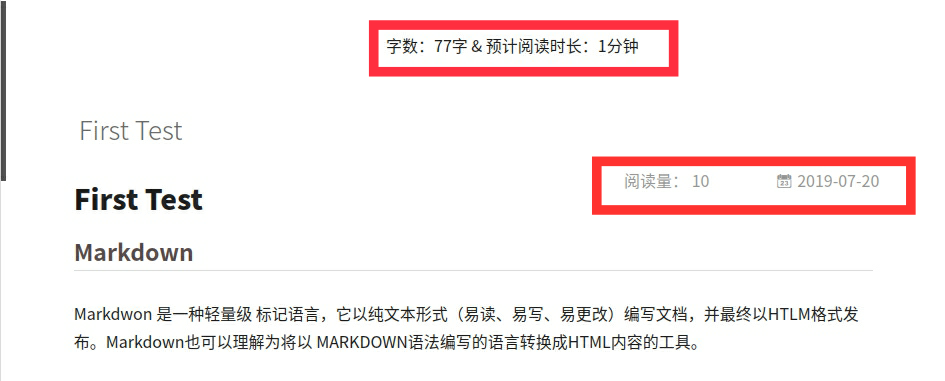 字数：77字 & 预计阅读时长：1分钟
First Test
阅读量： 10 2019-07-20
First Test
Markdown
Markdwon 是一种轻量级 标记语言，它以纯文本形式（易读、易写、易更改）编写文档，并最终以HTLM格式发
布。Markdown也可以理解为将以 MARKDOWN语法编写的语言转换成HTML内容的工具。